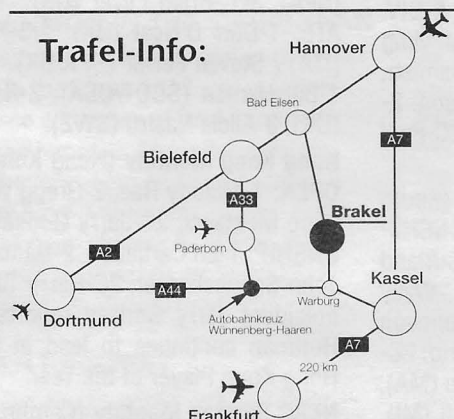 Trafel-Info:
Hannover
Bad Eilsen
A7
Bielefeld
A33
Brakel
Paderborn
A2
Kassel
A44
Warburg
Dortmund
Autobahnkreuz
Wünnenberg-Haaren
A7
220 km
Frankfurt